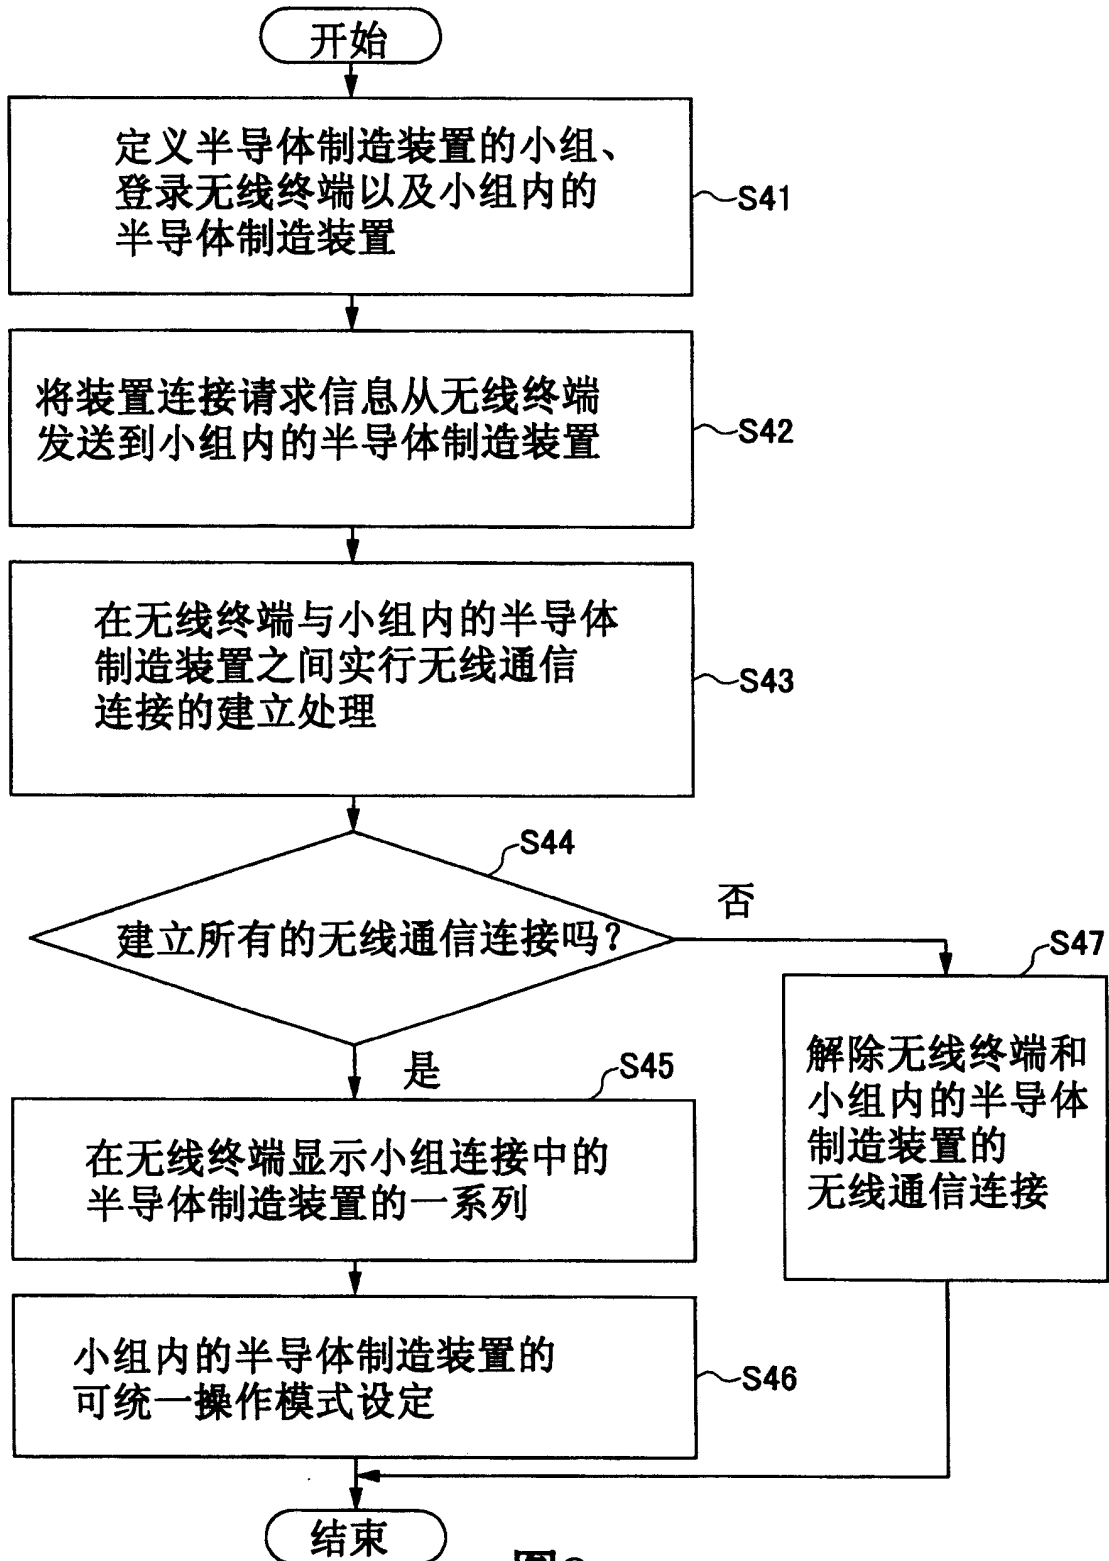 开始
定义半导体制造装置的小组、
登录无线终端以及小组内的
半导体制造装置
S41
将装置连接请求信息从无线终端
发送到小组内的半导体制造装置
S42
在无线终端与小组内的半导体
制造装置之间实行无线通信
连接的建立处理
S43
S44
建立所有的无线通信连接吗?
否
是
S47
解除无线终端和
小组内的半导体
制造装置的
无线通信连接
S45
在无线终端显示小组连接中的
半导体制造装置的一系列
小组内的半导体制造装置的
可统一操作模式设定
S46
结束